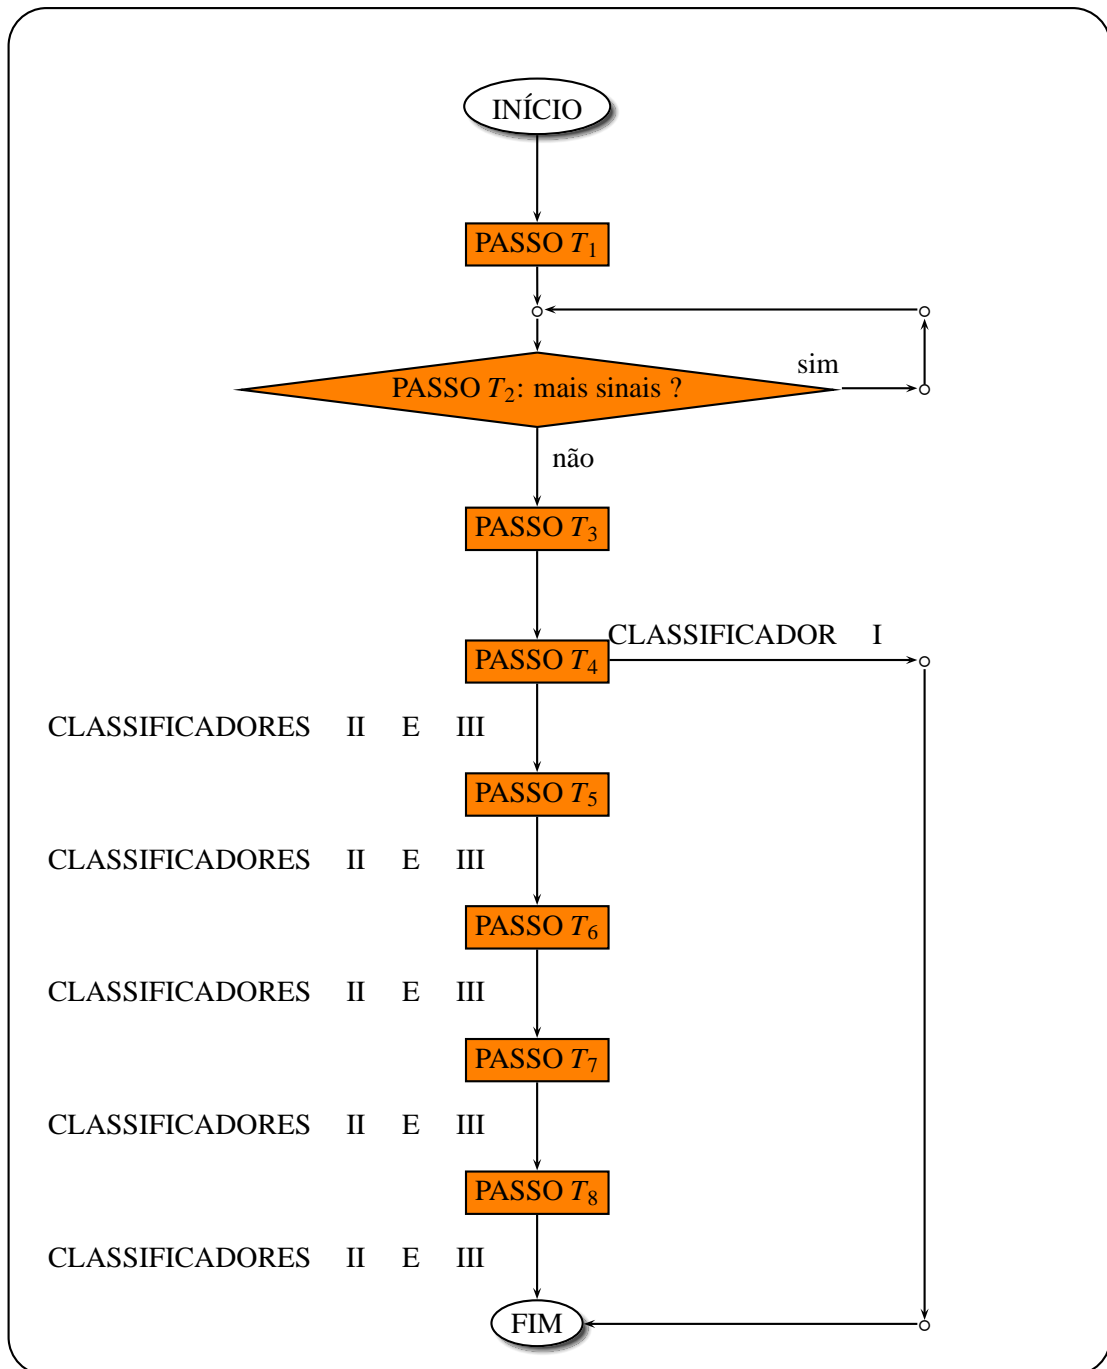 INÍCIO
PASSO T₁
sim
PASSO T₂: mais sinais ?
não
PASSO T₃
CLASSIFICADOR I
PASSO T₄
CLASSIFICADORES II E III
PASSO T₅
CLASSIFICADORES II E III
PASSO T₆
CLASSIFICADORES II E III
PASSO T₇
CLASSIFICADORES II E III
PASSO T₈
CLASSIFICADORES II E III
FIM